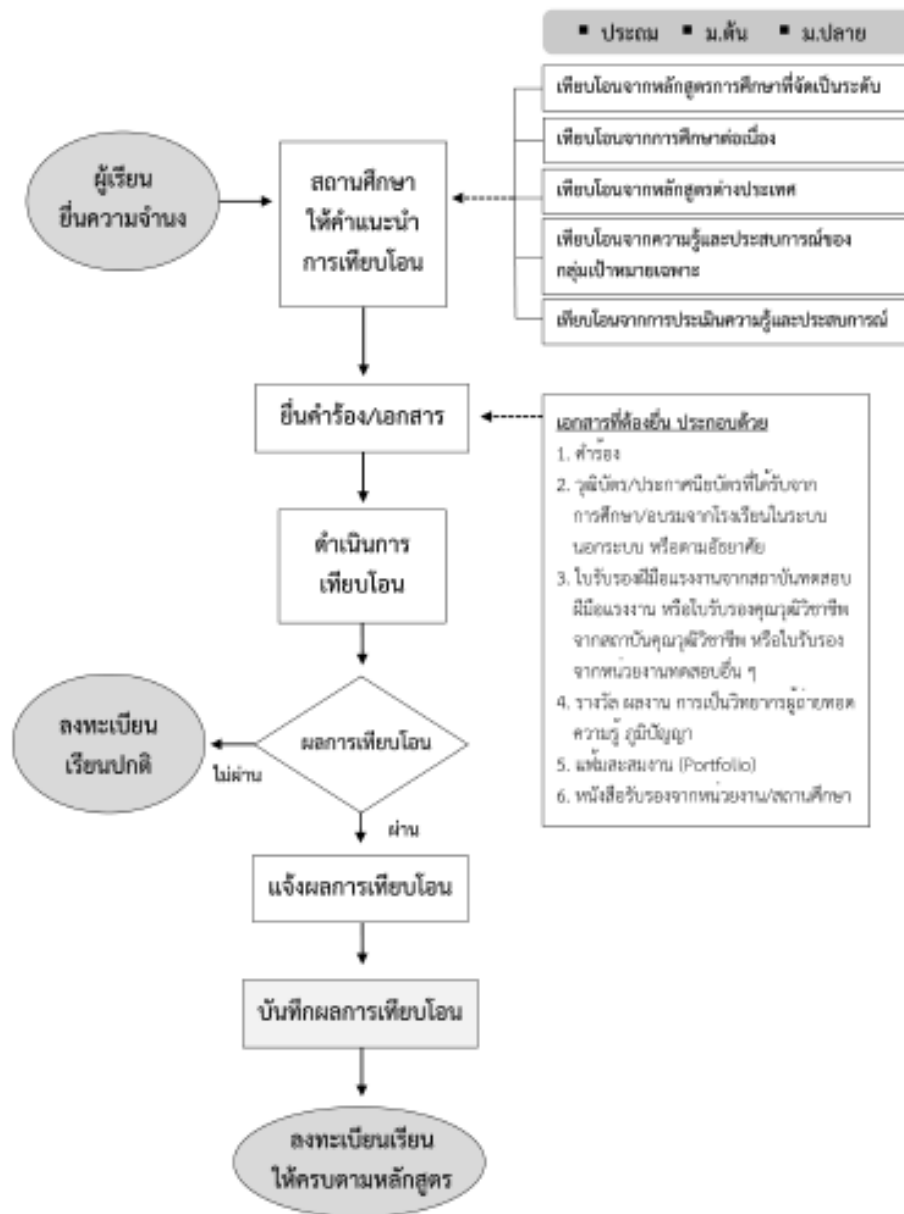 ▪ ประถม ▪ ม.ต้น ▪ ม.ปลาย
เทียบโอนจากหลักสูตรการศึกษาที่จัดเป็นระดับ
เทียบโอนจากการศึกษาต่อเนื่อง
เทียบโอนจากหลักสูตรต่างประเทศ
เทียบโอนจากความรู้และประสบการณ์ของ
กลุ่มเป้าหมายเฉพาะ
เทียบโอนจากการประเมินความรู้และประสบการณ์
ผู้เรียน
ยื่นความจำนง
สถานศึกษา
ให้คำแนะนำ
การเทียบโอน
ยื่นคำร้อง/เอกสาร
เอกสารที่ต้องยื่น ประกอบด้วย
1. คำร้อง
2. วุฒิบัตร/ประกาศนียบัตรที่ได้รับจาก
การศึกษา/อบรมจากโรงเรียนในระบบ
นอกระบบ หรือตามอัธยาศัย
3. ใบรับรองฝีมือแรงงานจากสถาบันทดสอบ
ฝีมือแรงงาน หรือใบรับรองคุณวุฒิวิชาชีพ
จากสถาบันคุณวุฒิวิชาชีพ หรือใบรับรอง
จากหน่วยงานทดสอบอื่น ๆ
4. รางวัล ผลงาน การเป็นวิทยากรผู้ถ่ายทอด
ความรู้ ภูมิปัญญา
5. แฟ้มสะสมงาน (Portfolio)
6. หนังสือรับรองจากหน่วยงาน/สถานศึกษา
ดำเนินการ
เทียบโอน
ผลการเทียบโอน
ลงทะเบียน
เรียนปกติ
ไม่ผ่าน
ผ่าน
แจ้งผลการเทียบโอน
บันทึกผลการเทียบโอน
ลงทะเบียนเรียน
ให้ครบตามหลักสูตร